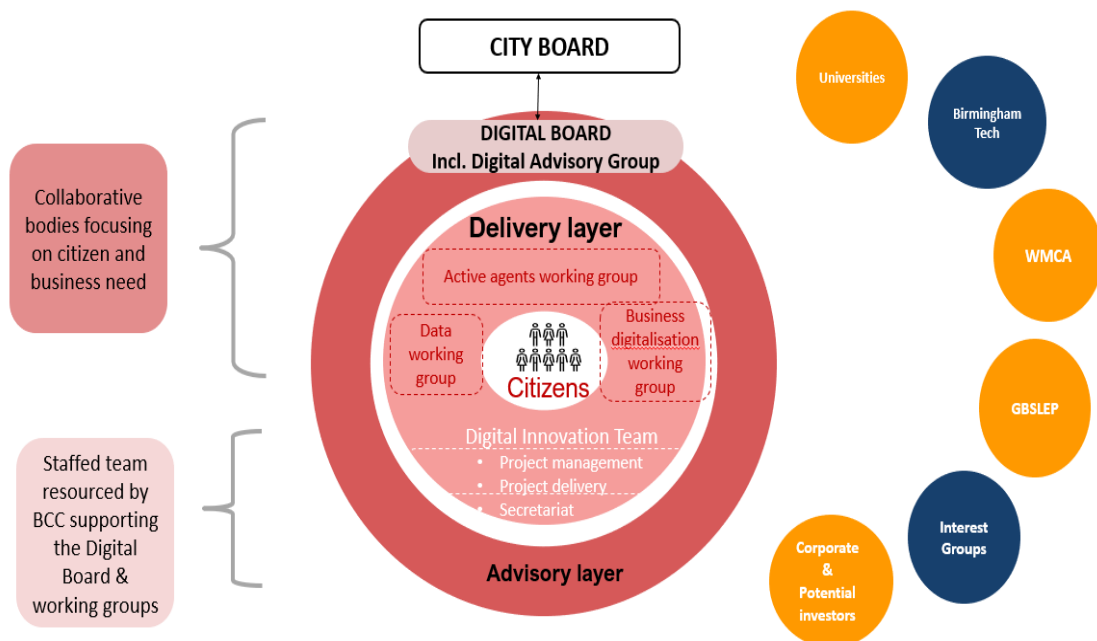 CITY BOARD
DIGITAL BOARD
Incl. Digital Advisory Group
Collaborative
bodies focusing
on citizen and
business need
Delivery layer
Active agents working group
Data
working
group
Business
digitalisation
working
group
Citizens
Digital Innovation Team
• Project management
• Project delivery
• Secretariat
Advisory layer
Staffed team
resourced by
BCC supporting
the Digital
Board &
working groups
Universities
Birmingham
Tech
WMCA
GBSLEP
Interest
Groups
Corporate
&
Potential
investors